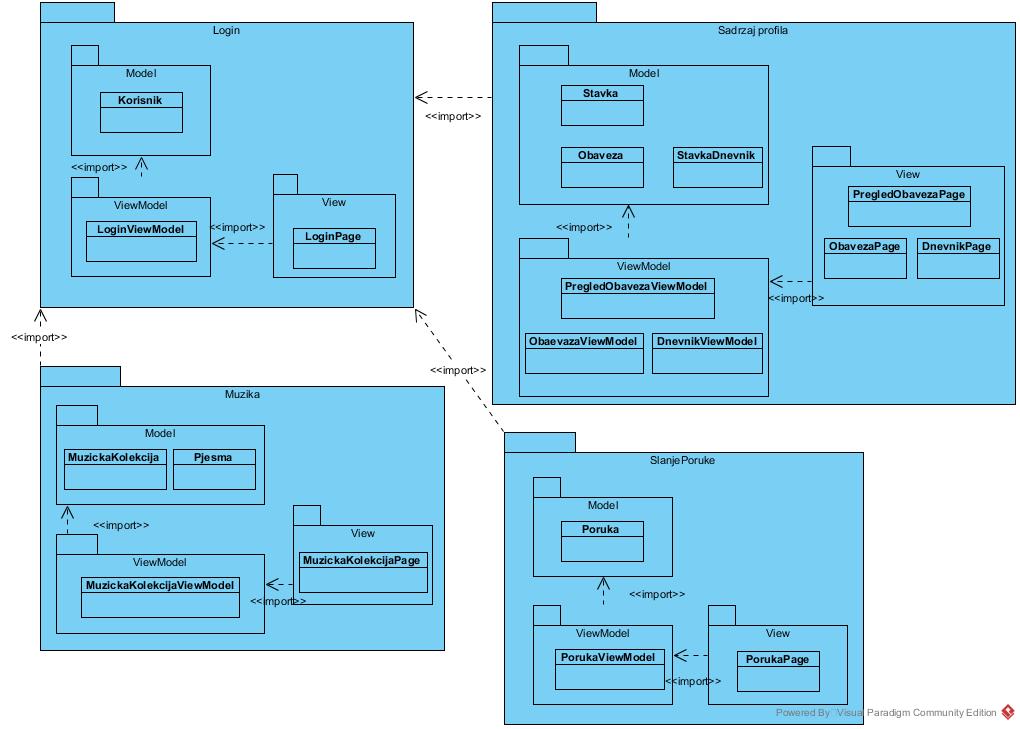 Login
Model
Korisnik
<<import>>
ViewModel
LoginViewModel
<<import>>
View
LoginPage
<<import>>
Sadrzaj profila
Model
Stavka
Obaveza
StavkaDnevnik
<<import>>
ViewModel
PregledObavezaViewModel
ObaevazaViewModel
DnevnikViewModel
View
PregledObavezaPage
ObavezaPage
DnevnikPage
<<import>>
<<import>>
<<import>>
Muzika
Model
MuzickaKolekcija
Pjesma
<<import>>
ViewModel
MuzickaKolekcijaViewModel
View
MuzickaKolekcijaPage
<<import>>
SlanjePoruke
Model
Poruka
<<import>>
ViewModel
PorukaViewModel
View
PorukaPage
<<import>>
Powered By Visual Paradigm Community Edition